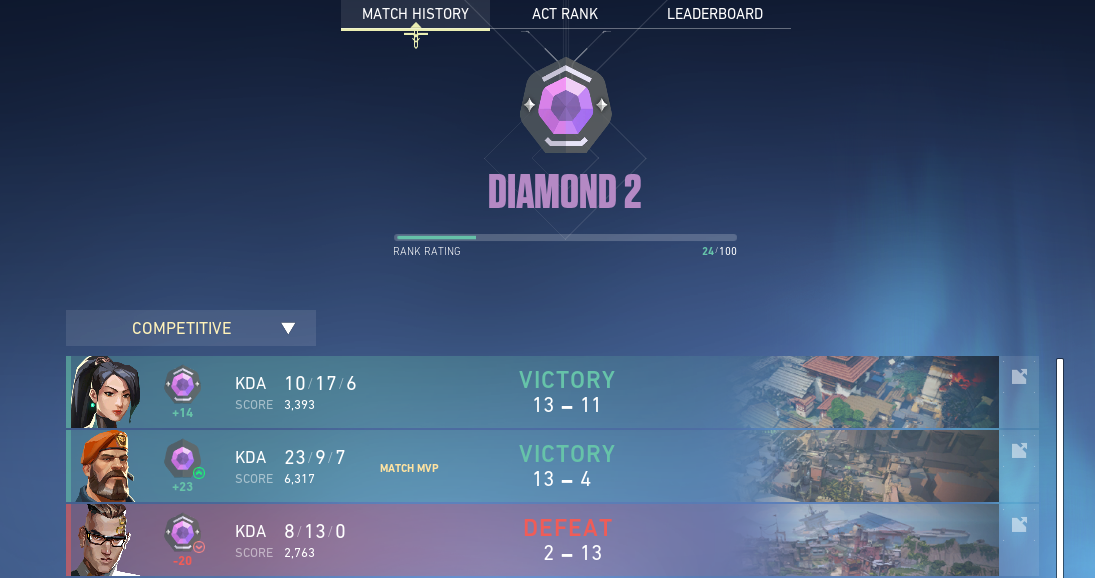 MATCH HISTORY ACT RANK LEADERBOARD
DIAMOND 2
RANK RATING 24/100
COMPETITIVE
KDA 10/17/6 VICTORY
+14 SCORE 3,393 13 – 11
KDA 23/9/7 MATCH MVP VICTORY
+23 SCORE 6,317 13 – 4
KDA 8/13/0 DEFEAT
-20 SCORE 2,763 2 – 13